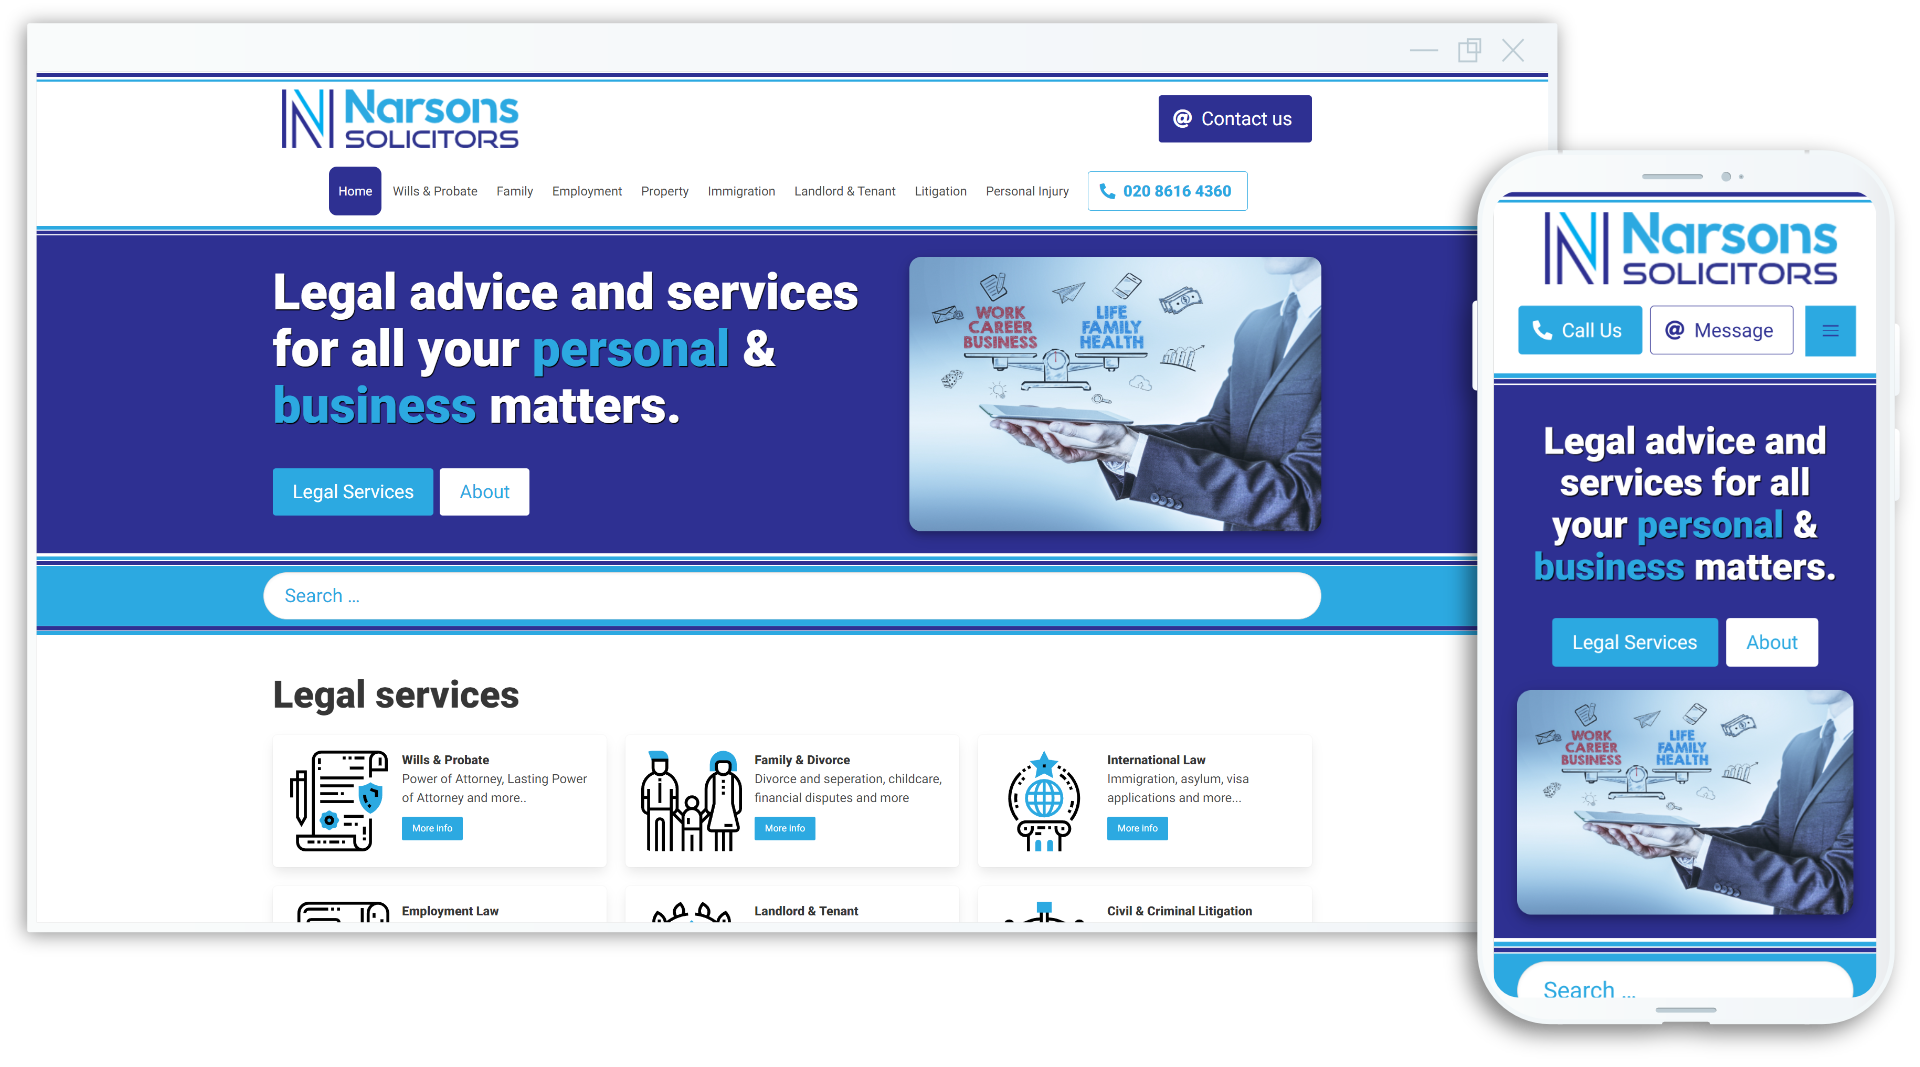 Narsons
SOLICITORS
@ Contact us
Home Wills & Probate Family Employment Property Immigration Landlord & Tenant Litigation Personal Injury 020 8616 4360
Legal advice and services
for all your personal &
business matters.
WORK
CAREER
BUSINESS
LIFE
FAMILY
HEALTH
Legal Services About
Search ...
Legal services
Wills & Probate
Power of Attorney, Lasting Power
of Attorney and more..
More info
Family & Divorce
Divorce and seperation, childcare,
financial disputes and more
More info
International Law
Immigration, asylum, visa
applications and more...
More info
Employment Law
Landlord & Tenant
Civil & Criminal Litigation
Narsons
SOLICITORS
Call Us @ Message
Legal advice and
services for all
your personal &
business matters.
Legal Services About
WORK
CAREER
BUSINESS
LIFE
FAMILY
HEALTH
Search ...